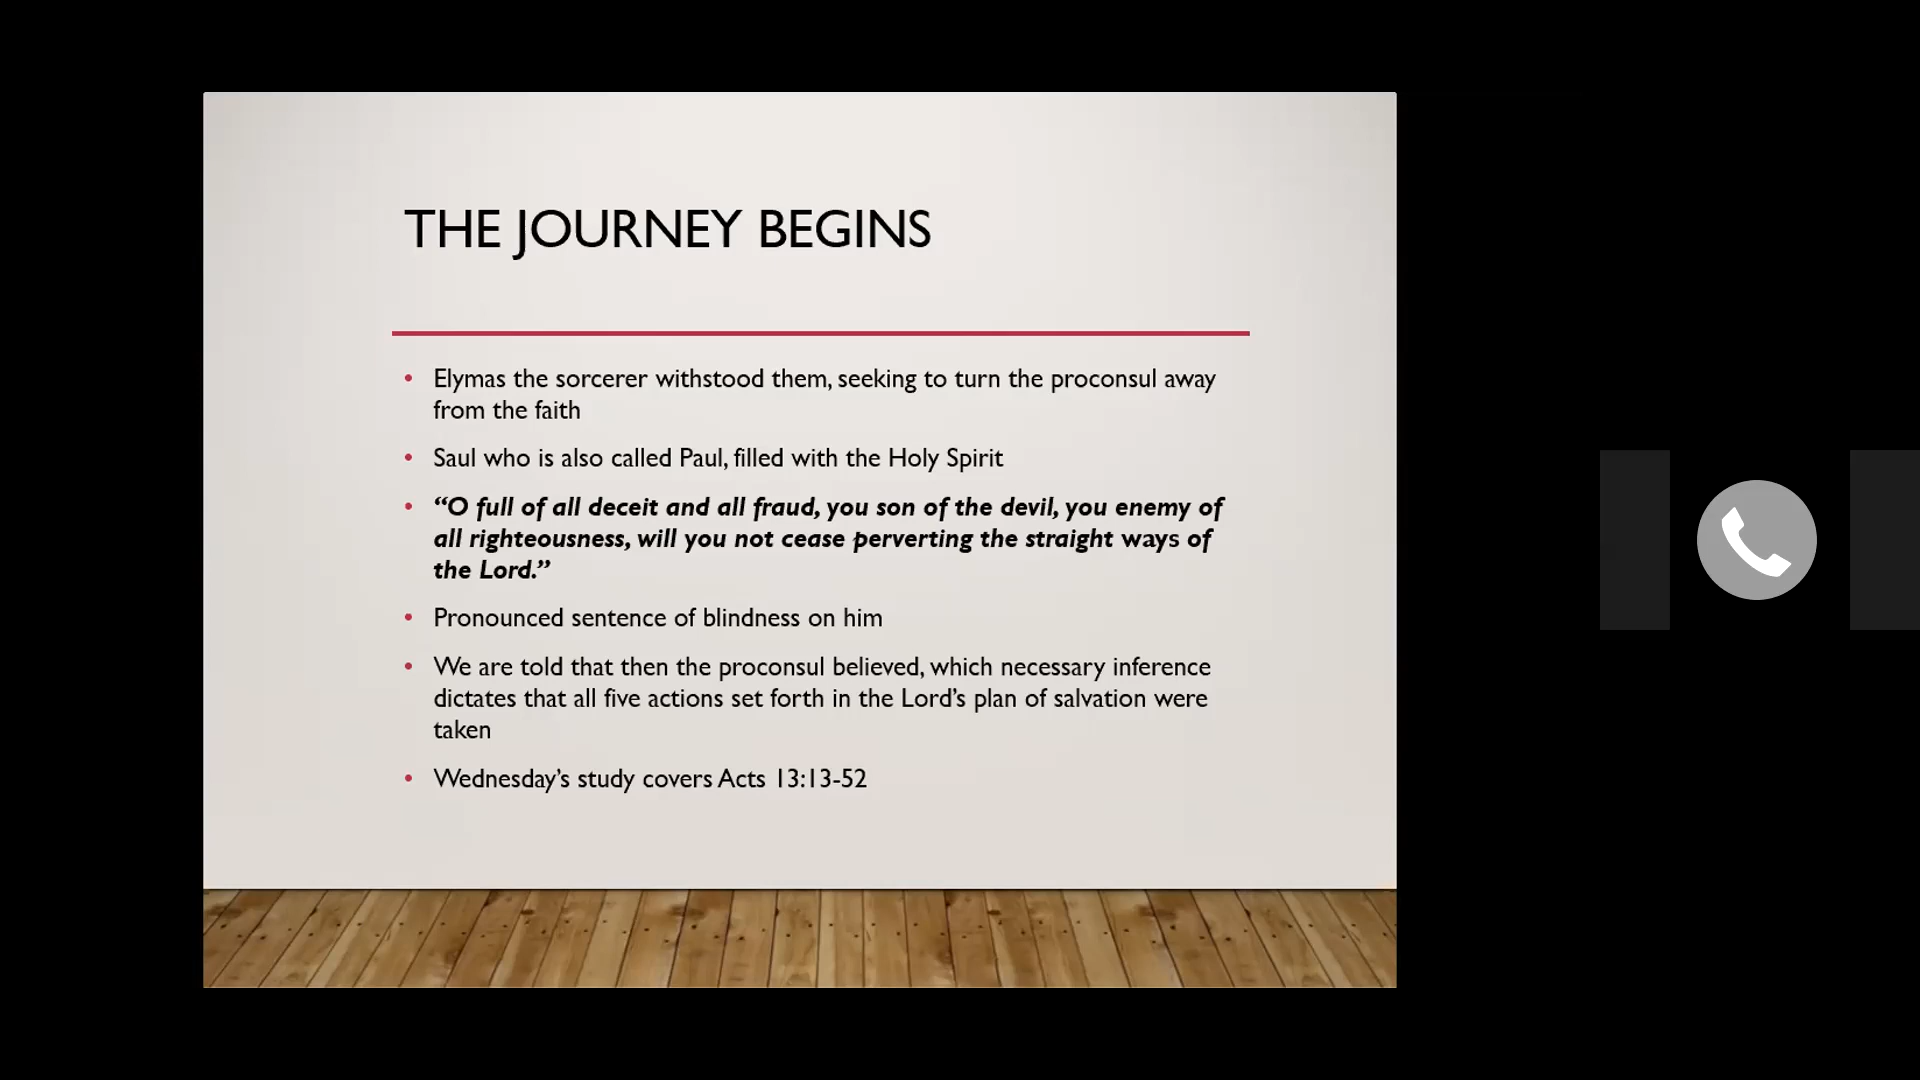 THE JOURNEY BEGINS
• Elymas the sorcerer withstood them, seeking to turn the proconsul away
from the faith
• Saul who is also called Paul, filled with the Holy Spirit
• “O full of all deceit and all fraud, you son of the devil, you enemy of
all righteousness, will you not cease perverting the straight ways of
the Lord.”
• Pronounced sentence of blindness on him
• We are told that then the proconsul believed, which necessary inference
dictates that all five actions set forth in the Lord’s plan of salvation were
taken
• Wednesday’s study covers Acts 13:13-52